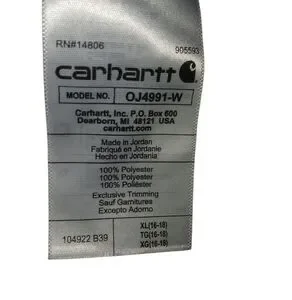 RN#14806
905593
carhartt
MODEL NO. OJ4991-W
Carhartt, Inc. P.O. Box 600
Dearborn, MI 48121 USA
carhartt.com
Made in Jordan
Fabriqué en Jordanie
Hecho en Jordania
100% Polyester
100% Polyester
100% Poliéster
Exclusive Trimming
Sauf Garnitures
Excepto Adorno
104922 B39
XL(16-18)
TG(16-18)
XG(16-18)